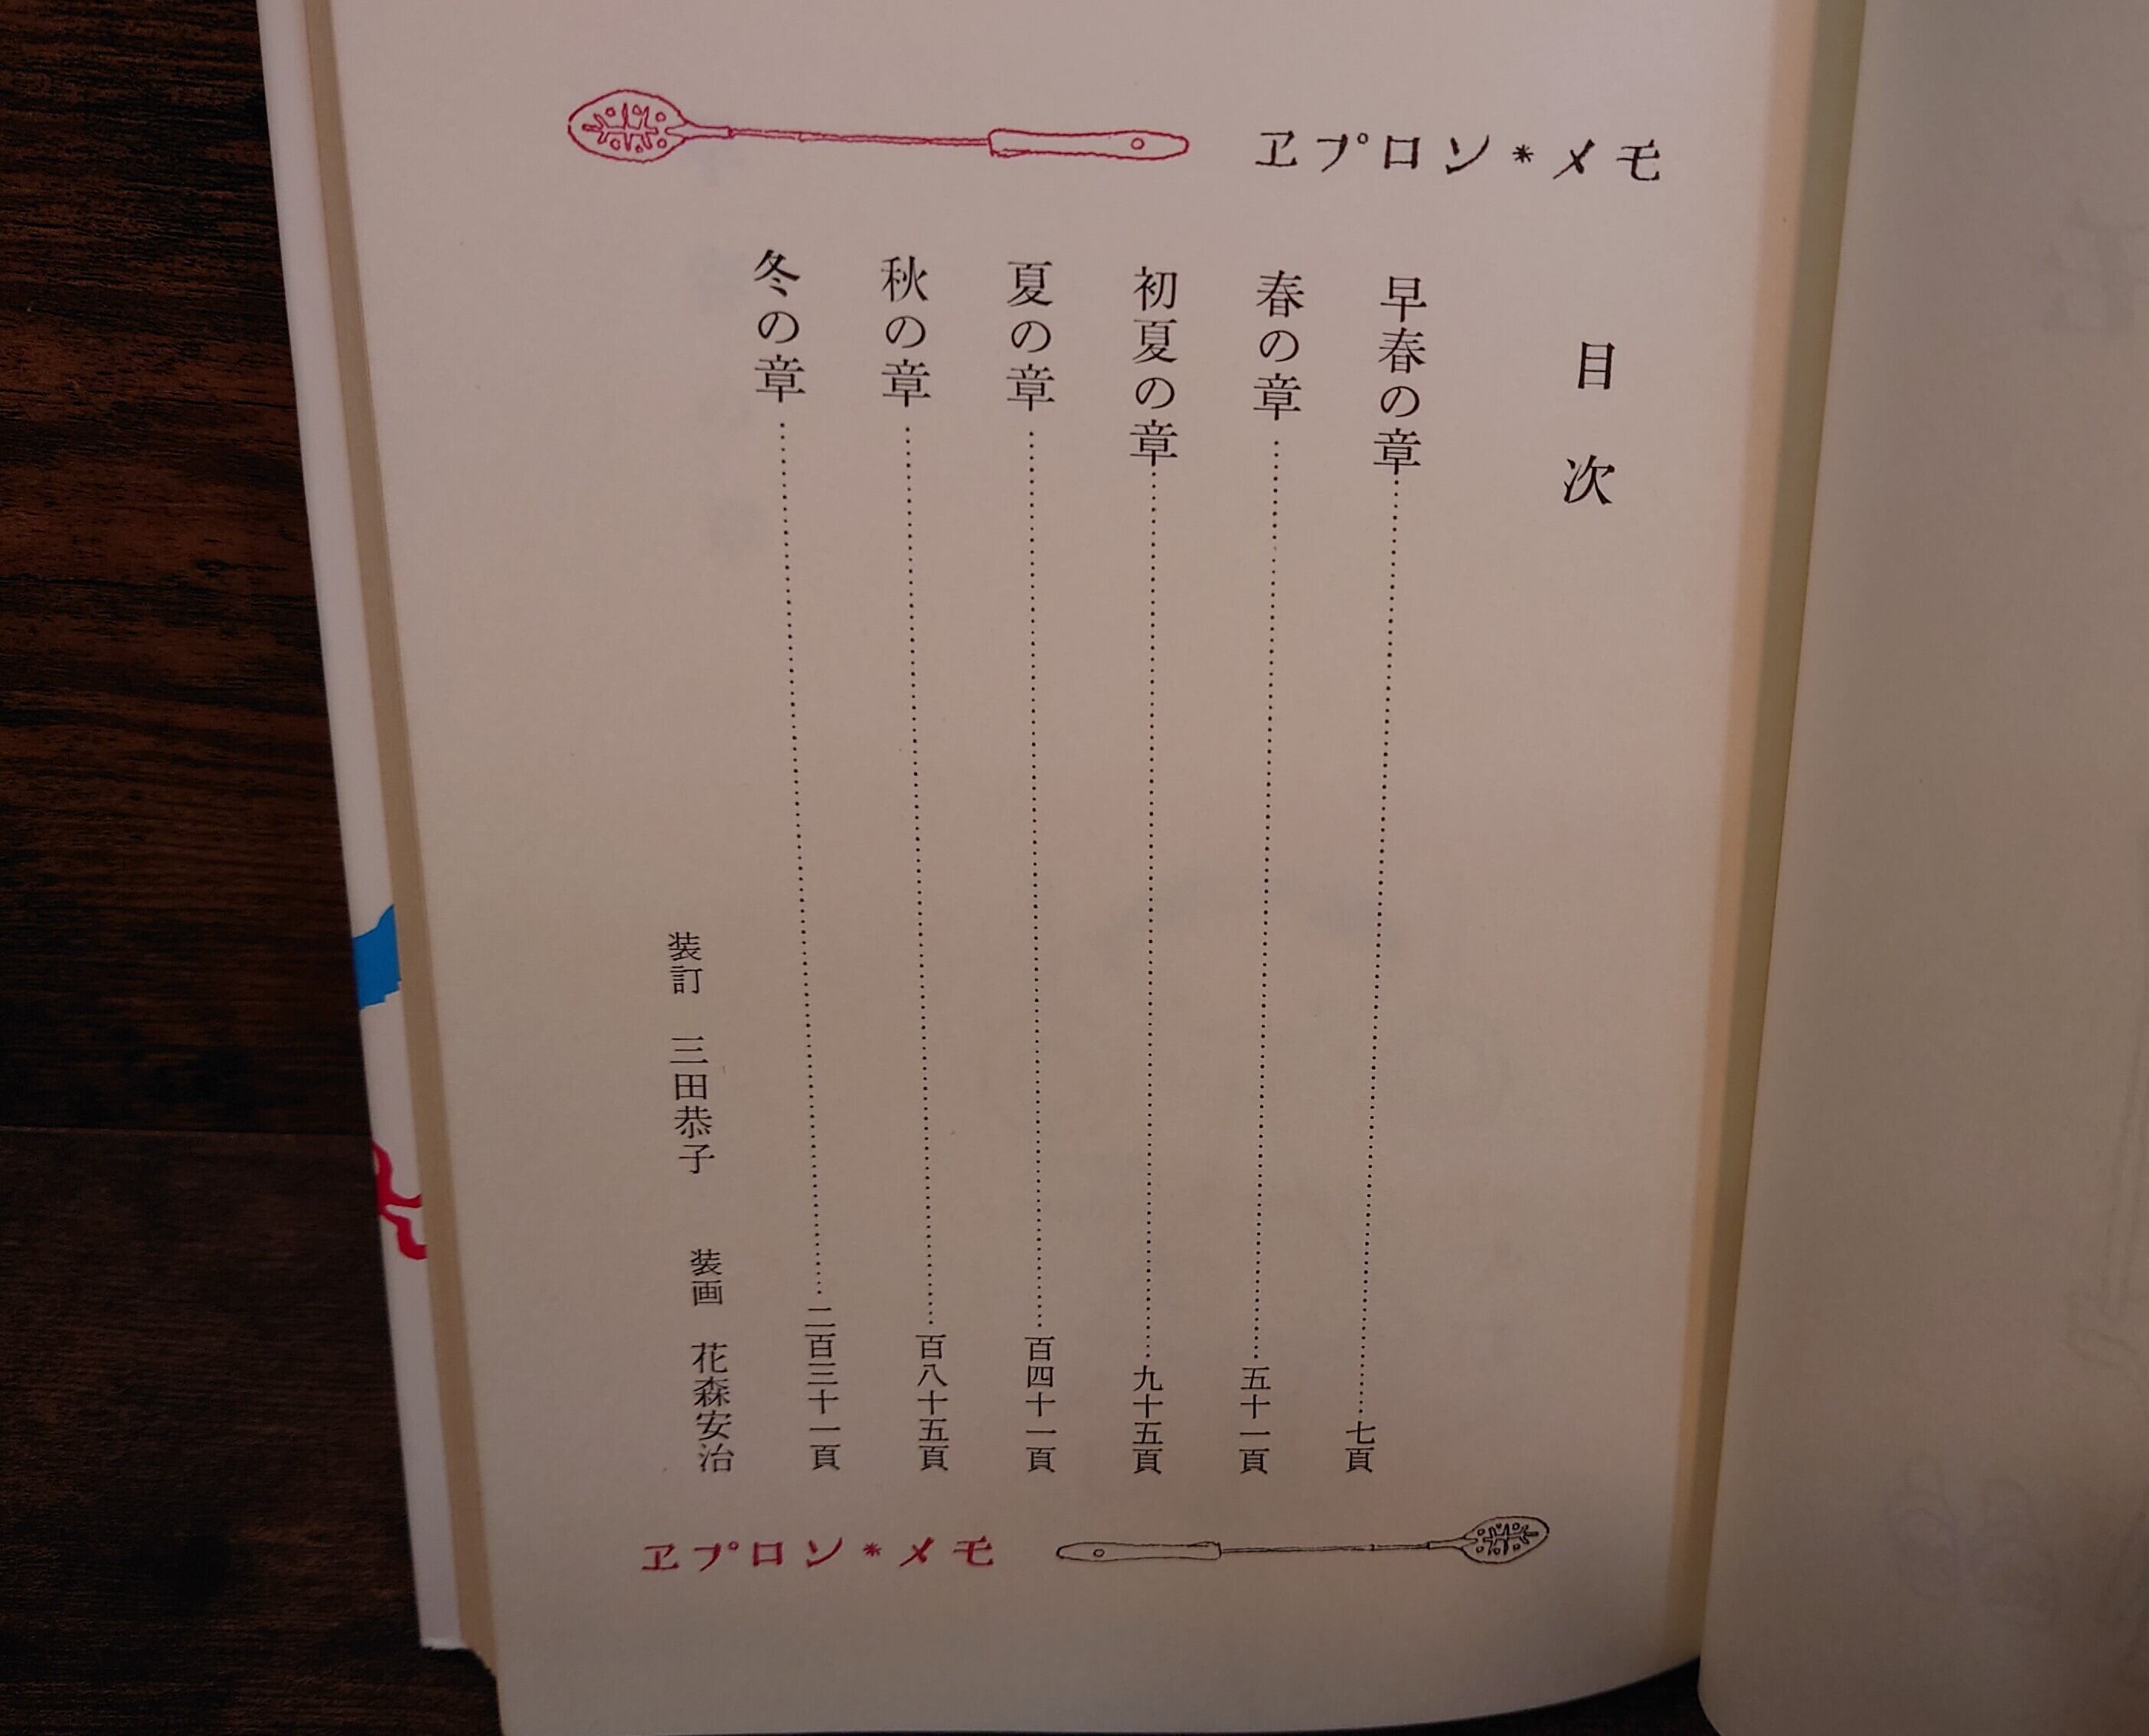 ヱプロン*メモ
目次
早春の章……七頁
春の章……五十一頁
初夏の章……九十五頁
夏の章……百四十一頁
秋の章……百八十五頁
冬の章……二百三十一頁
装訂 三田恭子 装画 花森安治
ヱプロン*メモ